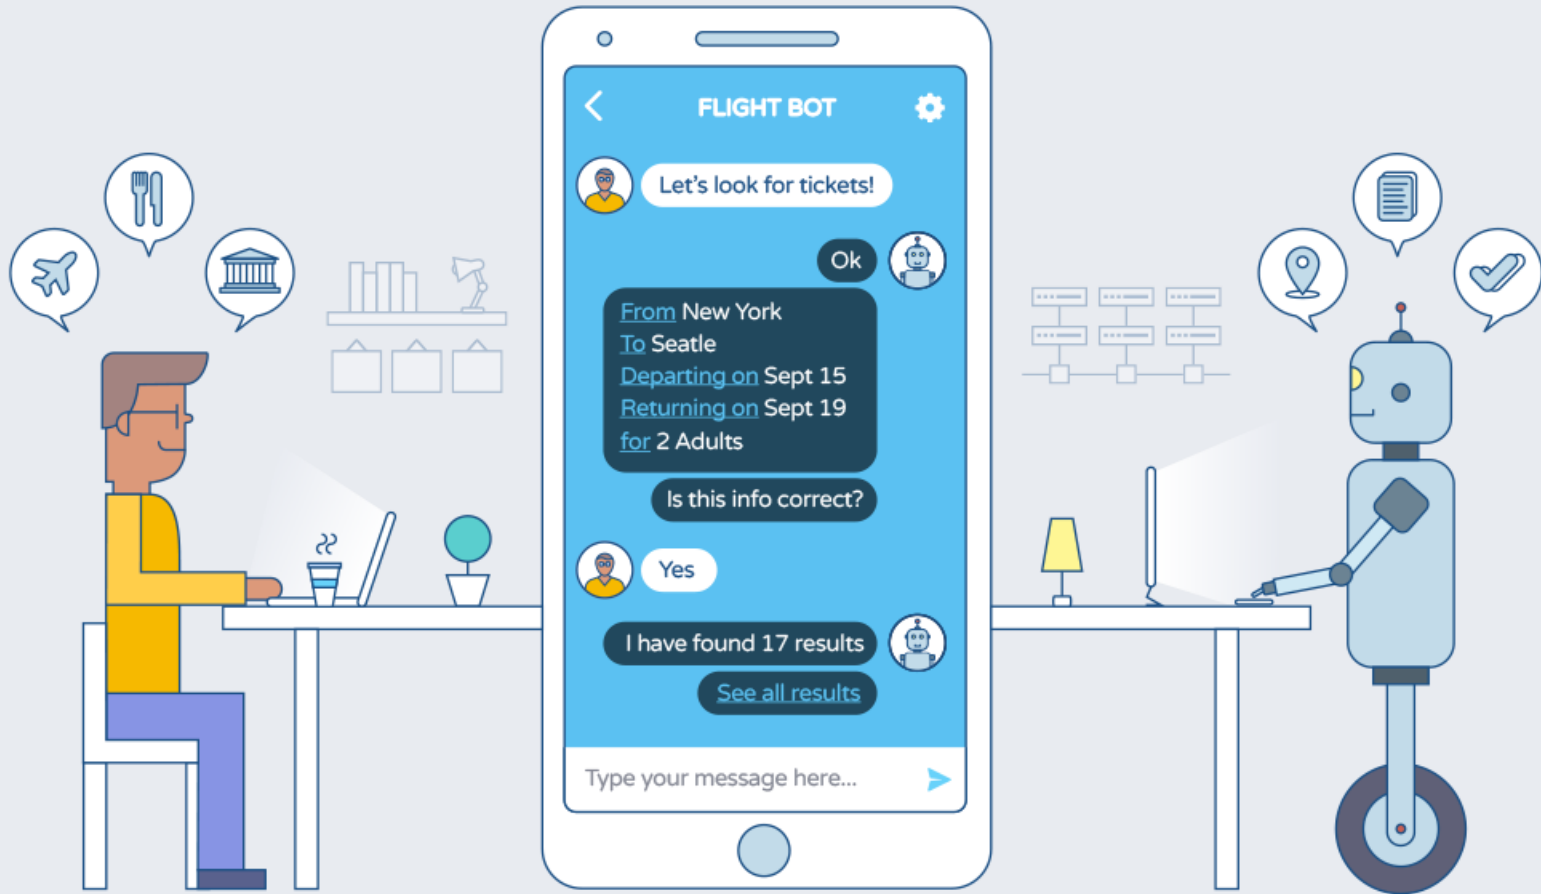 FLIGHT BOT
Let's look for tickets!
Ok
From New York
To Seatle
Departing on Sept 15
Returning on Sept 19
for 2 Adults
Is this info correct?
Yes
I have found 17 results
See all results
Type your message here...